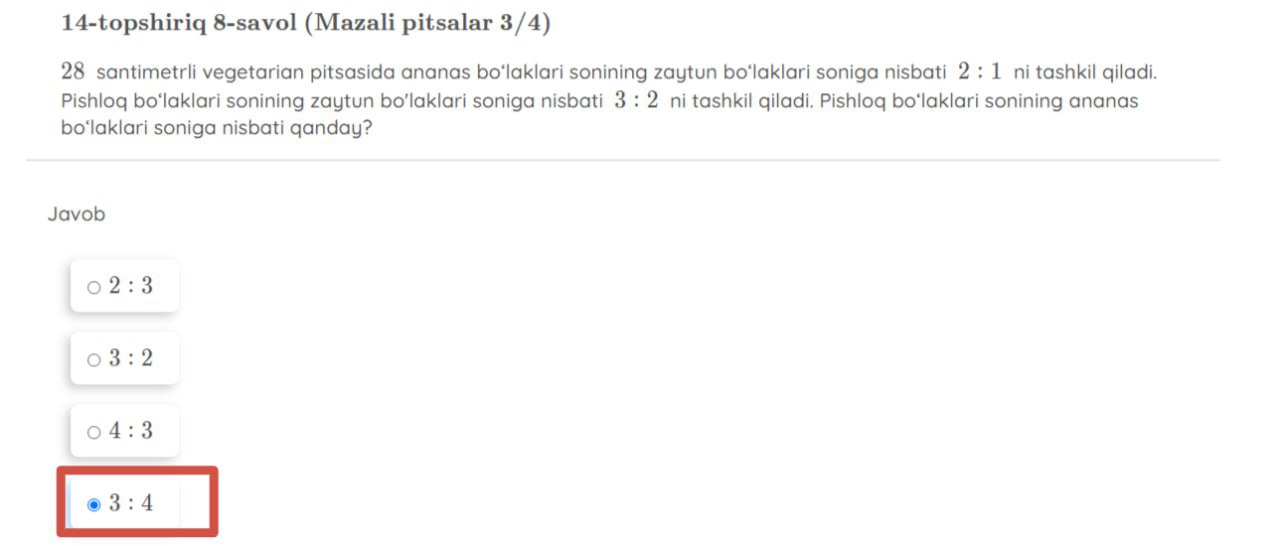 14-topshiriq 8-savol (Mazali pitsalar 3/4)
28 santimetrli vegetarian pitsasida ananas bo‘laklari sonining zaytun bo‘laklari soniga nisbati 2 : 1 ni tashkil qiladi.
Pishloq bo‘laklari sonining zaytun bo'laklari soniga nisbati 3 : 2 ni tashkil qiladi. Pishloq bo‘laklari sonining ananas
bo‘laklari soniga nisbati qanday?
Javob
2 : 3
3 : 2
4 : 3
3 : 4